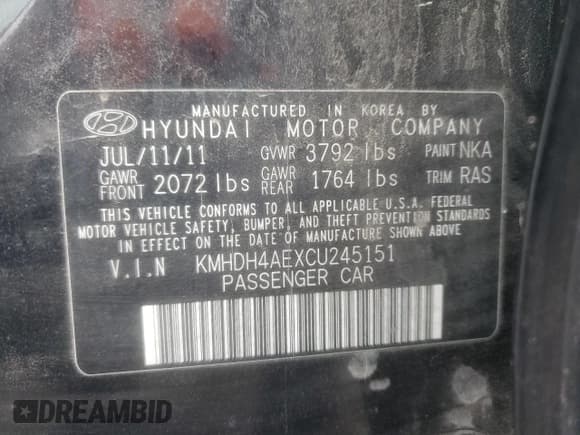 MANUFACTURED IN KOREA BY
HYUNDAI MOTOR COMPANY
JUL/11/11 GVWR 3792 lbs PAINT NKA
GAWR FRONT 2072 lbs GAWR REAR 1764 lbs TRIM RAS
THIS VEHICLE CONFORMS TO ALL APPLICABLE U.S.A. FEDERAL
MOTOR VEHICLE SAFETY, BUMPER, AND THEFT PREVENTION STANDARDS
IN EFFECT ON THE DATE OF MANUFACTURE SHOWN ABOVE
V.I.N KMHDH4AEXCU245151
PASSENGER CAR
DREAMBID